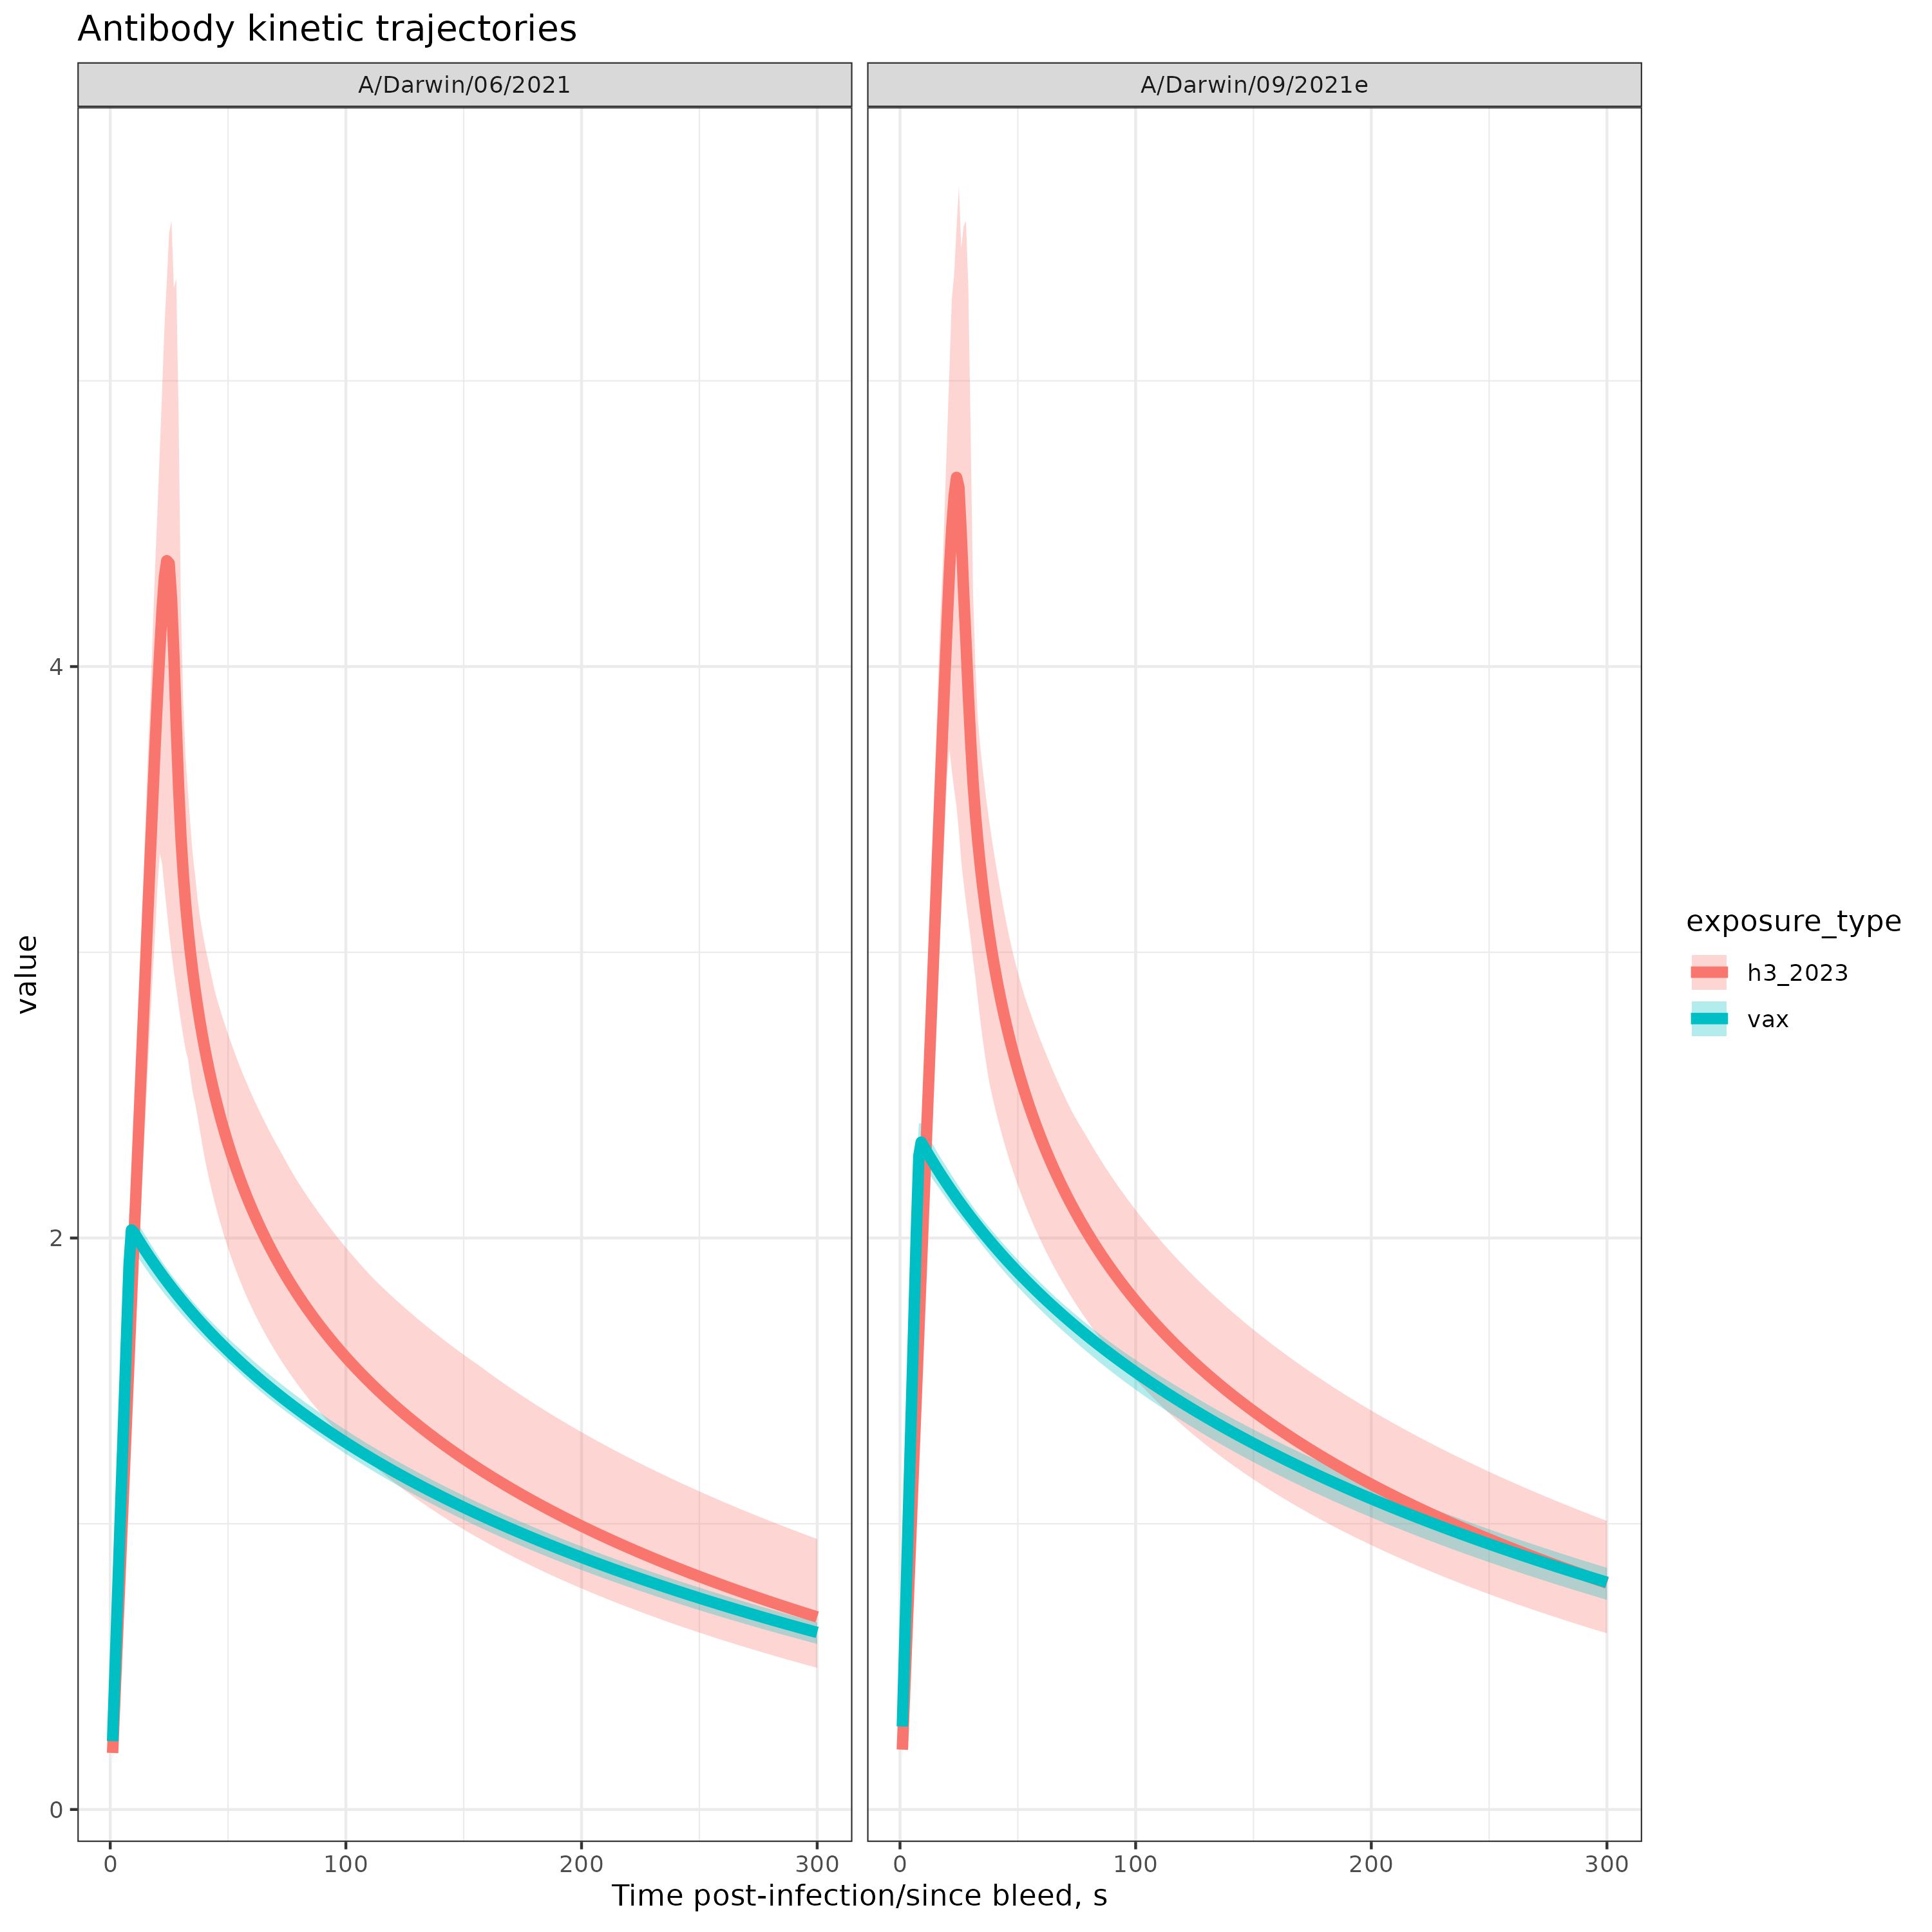 Antibody kinetic trajectories
A/Darwin/06/2021
A/Darwin/09/2021e
value
4
2
0
0 100 200 300
0 100 200 300
Time post-infection/since bleed, s
exposure_type
h3_2023
vax